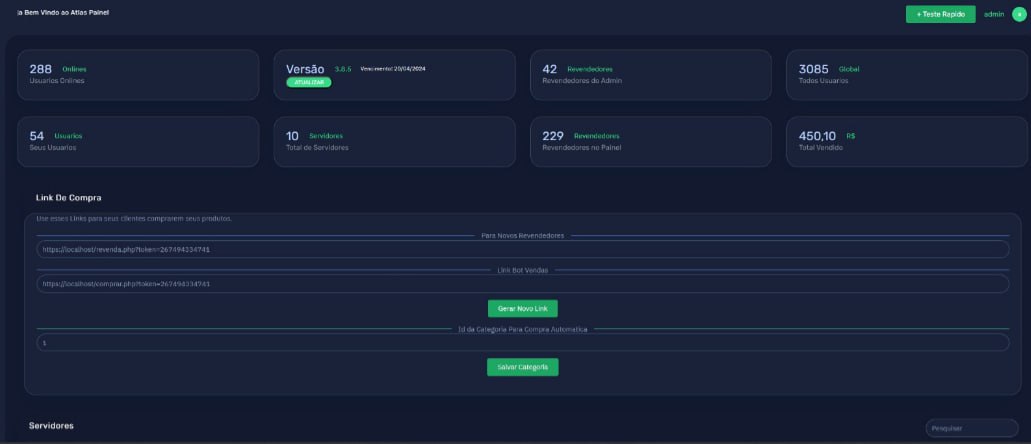 ia Bem Vindo ao Atlas Painel
+ Teste Rapido admin
288 Onlines
Usuarios Onlines
Versão 3.8.5 Vencimento: 29/04/2024
ATUALIZAR
42 Revendedores
Revendedores do Admin
3085 Global
Todos Usuarios
54 Usuarios
Seus Usuarios
10 Servidores
Total de Servidores
229 Revendedores
Revendedores no Painel
450,10 R$
Total Vendido
Link De Compra
Use esses Links para seus clientes comprarem seus produtos.
Para Novos Revendedores
https://localhost/revenda.php?token=267494334741
Link Bot Vendas
https://localhost/comprar.php?token=267494334741
Gerar Novo Link
Id da Categoria Para Compra Automatica
1
Salvar Categoria
Servidores
Pesquisar